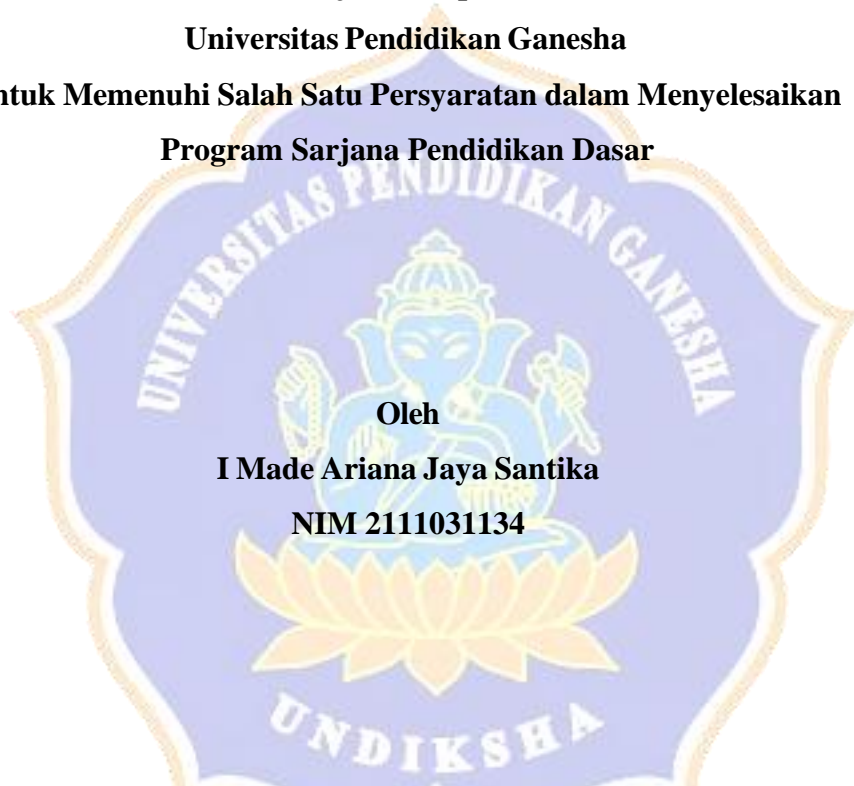 Universitas Pendidikan Ganesha
ntuk Memenuhi Salah Satu Persyaratan dalam Menyelesaikan
Program Sarjana Pendidikan Dasar
UNIVERSITAS PENDIDIKAN GANESHA
Oleh
I Made Ariana Jaya Santika
NIM 2111031134
UNDIKSHA